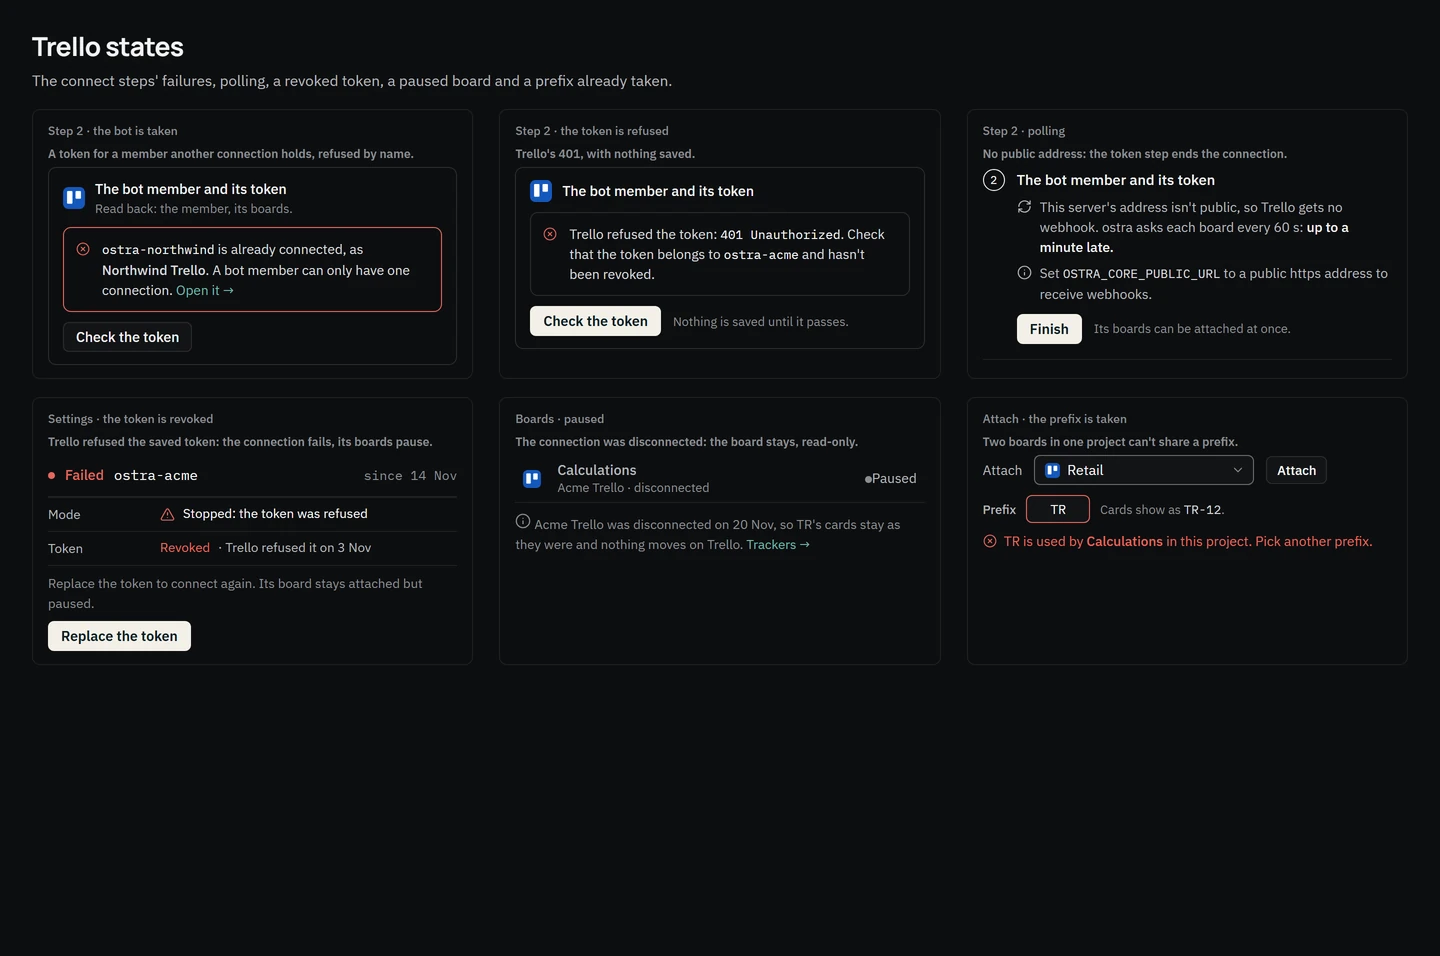 Trello states
The connect steps' failures, polling, a revoked token, a paused board and a prefix already taken.
Step 2 · the bot is taken
A token for a member another connection holds, refused by name.
The bot member and its token
Read back: the member, its boards.
ostra-northwind is already connected, as
Northwind Trello. A bot member can only have one
connection. Open it →
Check the token
Step 2 · the token is refused
Trello's 401, with nothing saved.
The bot member and its token
Trello refused the token: 401 Unauthorized. Check
that the token belongs to ostra-acme and hasn't
been revoked.
Check the token
Nothing is saved until it passes.
Step 2 · polling
No public address: the token step ends the connection.
2
The bot member and its token
This server's address isn't public, so Trello gets no
webhook. ostra asks each board every 60 s: up to a
minute late.
Set OSTRA_CORE_PUBLIC_URL to a public https address to
receive webhooks.
Finish
Its boards can be attached at once.
Settings · the token is revoked
Trello refused the saved token: the connection fails, its boards pause.
Failed ostra-acme since 14 Nov
Mode Stopped: the token was refused
Token Revoked · Trello refused it on 3 Nov
Replace the token to connect again. Its board stays attached but
paused.
Replace the token
Boards · paused
The connection was disconnected: the board stays, read-only.
Calculations
Acme Trello · disconnected
Paused
Acme Trello was disconnected on 20 Nov, so TR's cards stay as
they were and nothing moves on Trello. Trackers →
Attach · the prefix is taken
Two boards in one project can't share a prefix.
Attach Retail Attach
Prefix TR Cards show as TR-12.
TR is used by Calculations in this project. Pick another prefix.